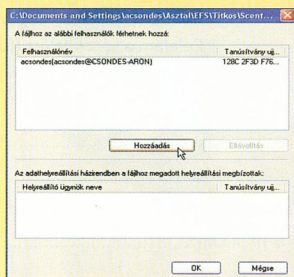 C:\Documents and Settings\acsondes\Asztal\EFS\Titkos\Scent...
A fájlhoz az alábbi felhasználók férhetnek hozzá:
Felhasználónév Tanúsítvány uj...
acsondes(acsondes@CSONDES-ARON) 128C 2F3D F76...
Hozzáadás Eltávolítás
Az adathelyreállítási házirendben a fájlhoz megadott helyreállítási megbízottak:
Helyreállító ügynök neve Tanúsítvány uj...
OK Mégse